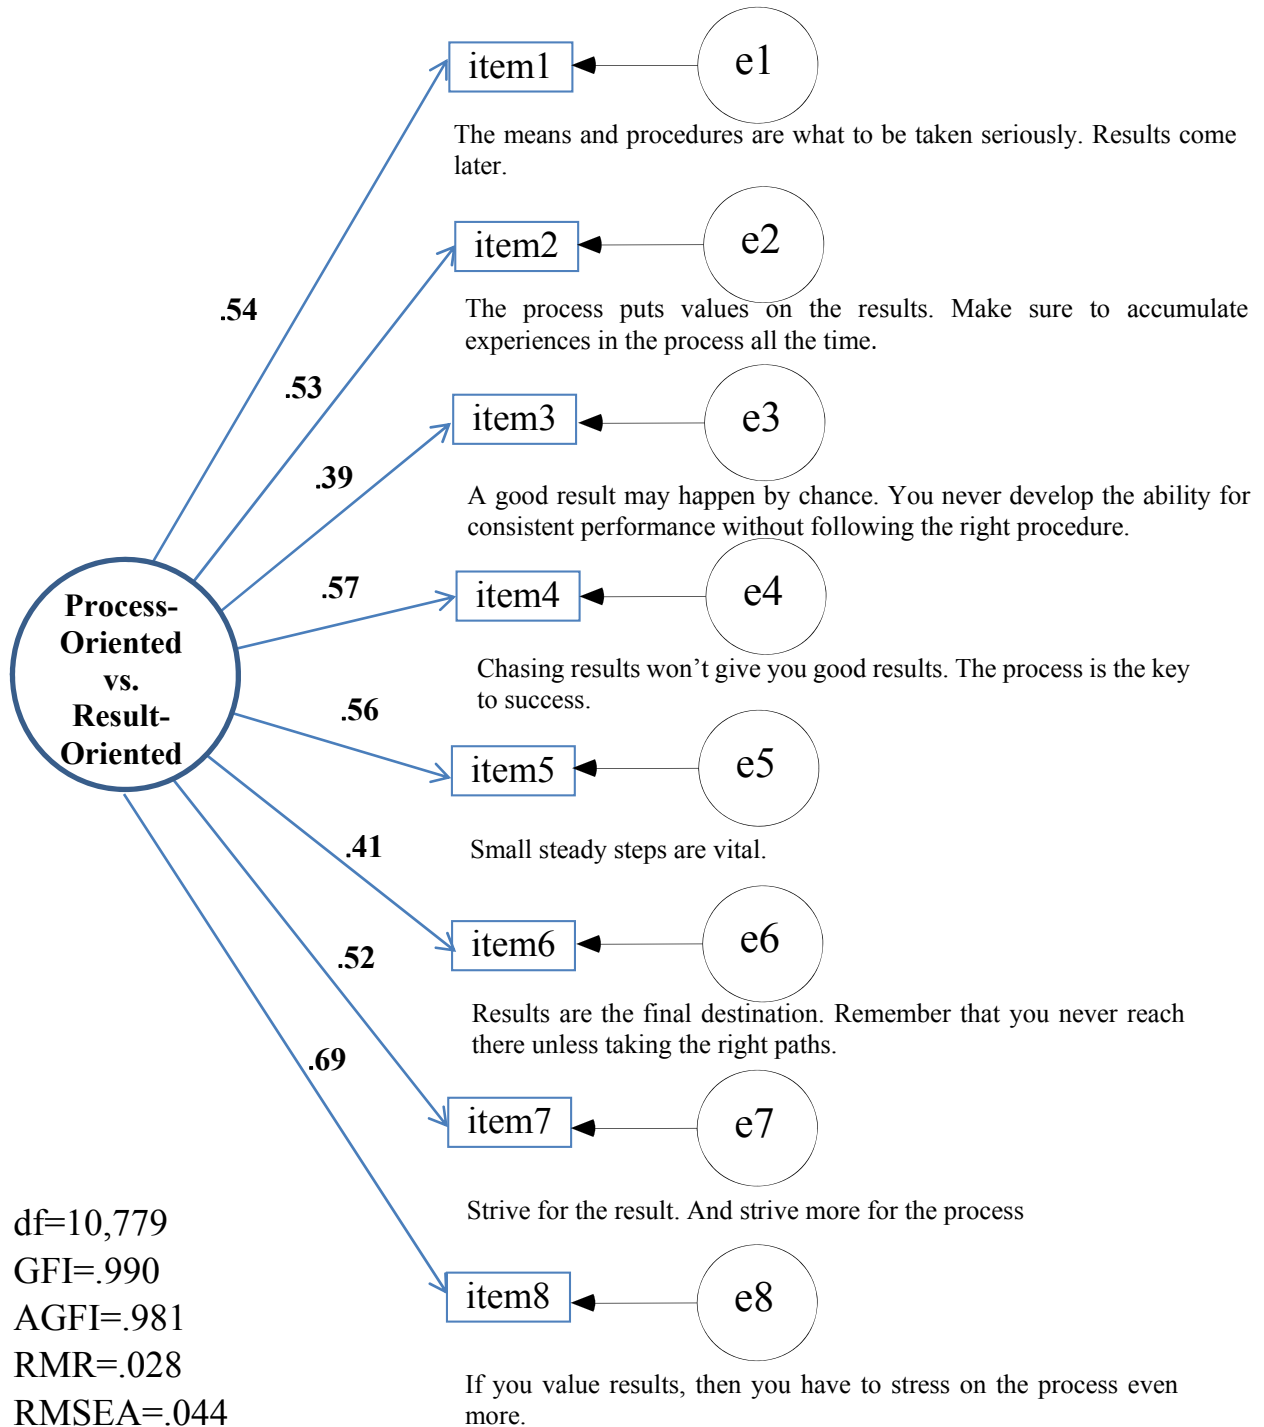 item1
e1
The means and procedures are what to be taken seriously. Results come
later.
item2
e2
.54
The process puts values on the results. Make sure to accumulate
experiences in the process all the time.
.53
item3
e3
.39
A good result may happen by chance. You never develop the ability for
consistent performance without following the right procedure.
.57
item4
e4
Process-
Oriented
vs.
Result-
Oriented
Chasing results won’t give you good results. The process is the key
to success.
.56
item5
e5
Small steady steps are vital.
.41
item6
e6
.52
Results are the final destination. Remember that you never reach
there unless taking the right paths.
.69
item7
e7
Strive for the result. And strive more for the process
item8
e8
If you value results, then you have to stress on the process even
more.
df=10,779
GFI=.990
AGFI=.981
RMR=.028
RMSEA=.044